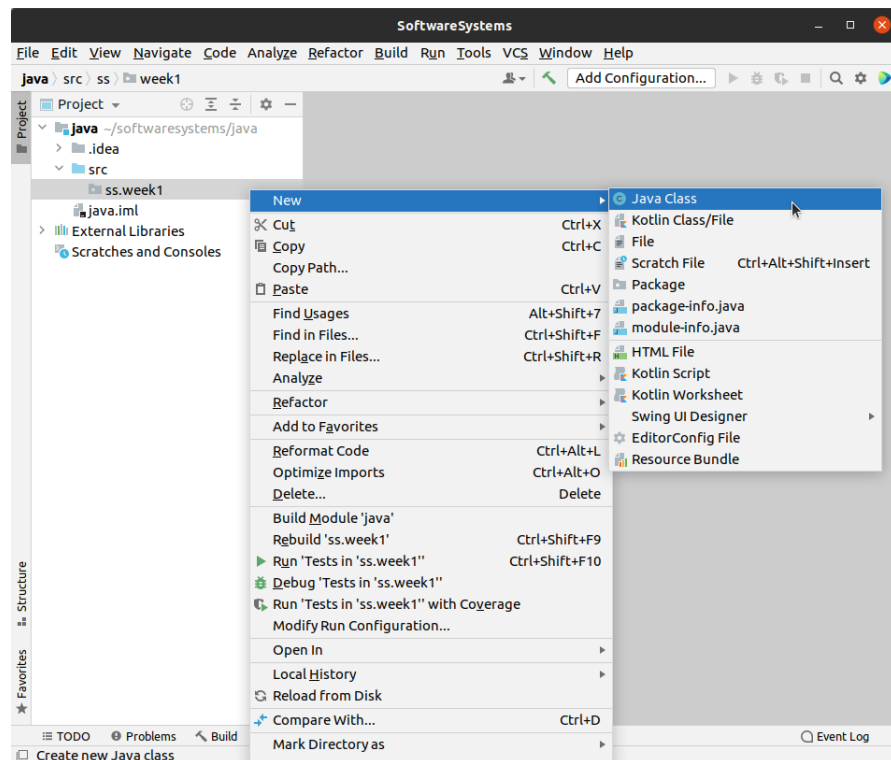 SoftwareSystems
File Edit View Navigate Code Analyze Refactor Build Run Tools VCS Window Help
java src ss week1 Add Configuration...
Project
Project
java ~/softwaresystems/java
.idea
src
ss.week1
java.iml
External Libraries
Scratches and Consoles
New
Cut Ctrl+X
Copy Ctrl+C
Copy Path...
Paste Ctrl+V
Find Usages Alt+Shift+7
Find in Files... Ctrl+Shift+F
Replace in Files... Ctrl+Shift+R
Analyze
Refactor
Add to Favorites
Reformat Code Ctrl+Alt+L
Optimize Imports Ctrl+Alt+O
Delete... Delete
Build Module 'java'
Rebuild 'ss.week1' Ctrl+Shift+F9
Run 'Tests in 'ss.week1'' Ctrl+Shift+F10
Debug 'Tests in 'ss.week1''
Run 'Tests in 'ss.week1'' with Coverage
Modify Run Configuration...
Open In
Local History
Reload from Disk
Compare With... Ctrl+D
Mark Directory as
Java Class
Kotlin Class/File
File
Scratch File Ctrl+Alt+Shift+Insert
Package
package-info.java
module-info.java
HTML File
Kotlin Script
Kotlin Worksheet
Swing UI Designer
EditorConfig File
Resource Bundle
Structure
Favorites
TODO Problems Build Event Log
Create new Java class